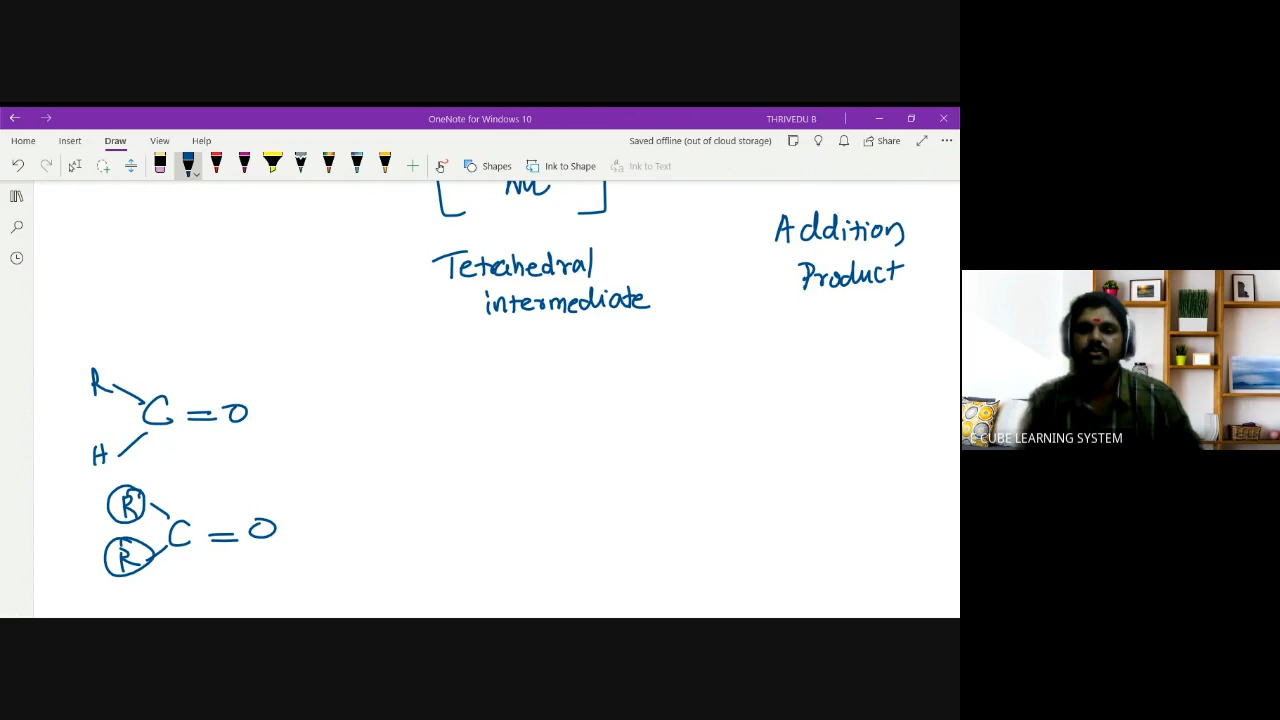 OneNote for Windows 10
THRIVEDU B
Home Insert Draw View Help
Saved offline (out of cloud storage)
Share
Shapes
Ink to Shape
Ink to Text
Nu
Addition
Product
Tetrahedral
intermediate
R
C = O
H
R
C = O
R
E CUBE LEARNING SYSTEM